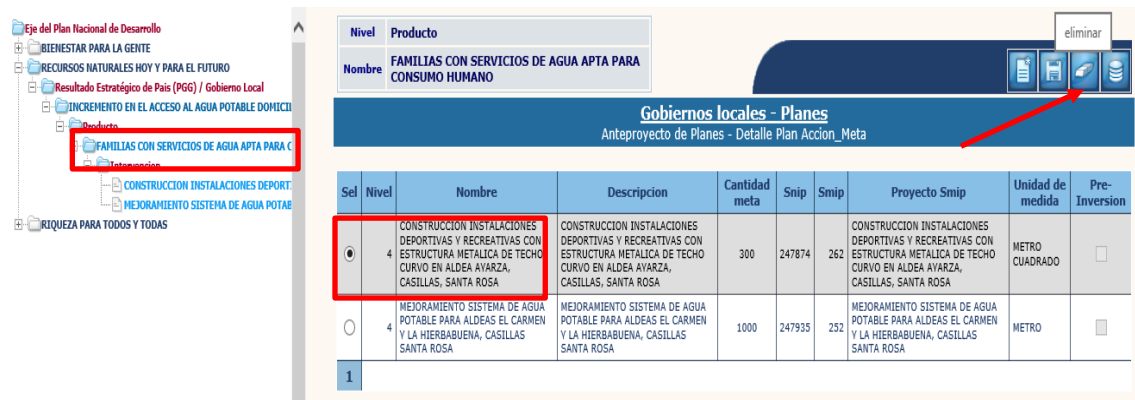 Eje del Plan Nacional de Desarrollo
BIENESTAR PARA LA GENTE
RECURSOS NATURALES HOY Y PARA EL FUTURO
Resultado Estratégico de Pais (PGG) / Gobierno Local
INCREMENTO EN EL ACCESO AL AGUA POTABLE DOMICIL
Producto
FAMILIAS CON SERVICIOS DE AGUA APTA PARA C
Intervencion
CONSTRUCCION INSTALACIONES DEPORT
MEJORAMIENTO SISTEMA DE AGUA POTAB
RIQUEZA PARA TODOS Y TODAS
Nivel Producto
Nombre FAMILIAS CON SERVICIOS DE AGUA APTA PARA
CONSUMO HUMANO
eliminar
Gobiernos locales - Planes
Anteproyecto de Planes - Detalle Plan Accion_Meta
Sel Nivel Nombre Descripcion Cantidad meta Snip Smip Proyecto Smip Unidad de medida Pre-Inversion
4
CONSTRUCCION INSTALACIONES
DEPORTIVAS Y RECREATIVAS CON
ESTRUCTURA METALICA DE TECHO
CURVO EN ALDEA AYARZA,
CASILLAS, SANTA ROSA
CONSTRUCCION INSTALACIONES
DEPORTIVAS Y RECREATIVAS CON
ESTRUCTURA METALICA DE TECHO
CURVO EN ALDEA AYARZA,
CASILLAS, SANTA ROSA
300
247874
262
CONSTRUCCION INSTALACIONES
DEPORTIVAS Y RECREATIVAS CON
ESTRUCTURA METALICA DE TECHO
CURVO EN ALDEA AYARZA,
CASILLAS, SANTA ROSA
METRO
CUADRADO
4
MEJORAMIENTO SISTEMA DE AGUA
POTABLE PARA ALDEAS EL CARMEN
Y LA HIERBABUENA, CASILLAS
SANTA ROSA
MEJORAMIENTO SISTEMA DE AGUA
POTABLE PARA ALDEAS EL CARMEN
Y LA HIERBABUENA, CASILLAS
SANTA ROSA
1000
247935
252
MEJORAMIENTO SISTEMA DE AGUA
POTABLE PARA ALDEAS EL CARMEN
Y LA HIERBABUENA, CASILLAS
SANTA ROSA
METRO
1